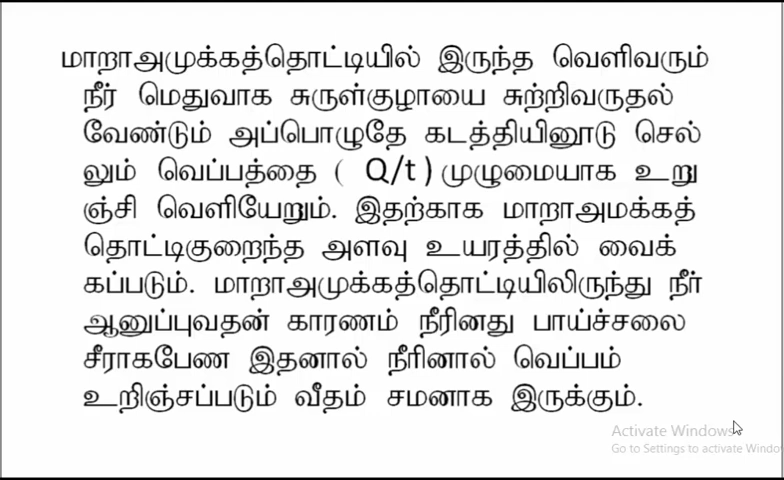 மாறாஅமுக்கத்தொட்டியில் இருந்த வெளிவரும்
நீர் மெதுவாக சுருள்குழாயை சுற்றிவருதல்
வேண்டும் அப்பொழுதே கடத்தியினூடு செல்
லும் வெப்பத்தை ( Q/t ) முழுமையாக உறு
ஞ்சி வெளியேறும். இதற்காக மாறாஅமக்கத்
தொட்டிகுறைந்த அளவு உயரத்தில் வைக்
கப்படும். மாறாஅமுக்கத்தொட்டியிலிருந்து நீர்
ஆனுப்புவதன் காரணம் நீரினது பாய்ச்சலை
சீராகபேண இதனால் நீரினால் வெப்பம்
உறிஞ்சப்படும் வீதம் சமனாக இருக்கும்.
Activate Windows
Go to Settings to activate Windo